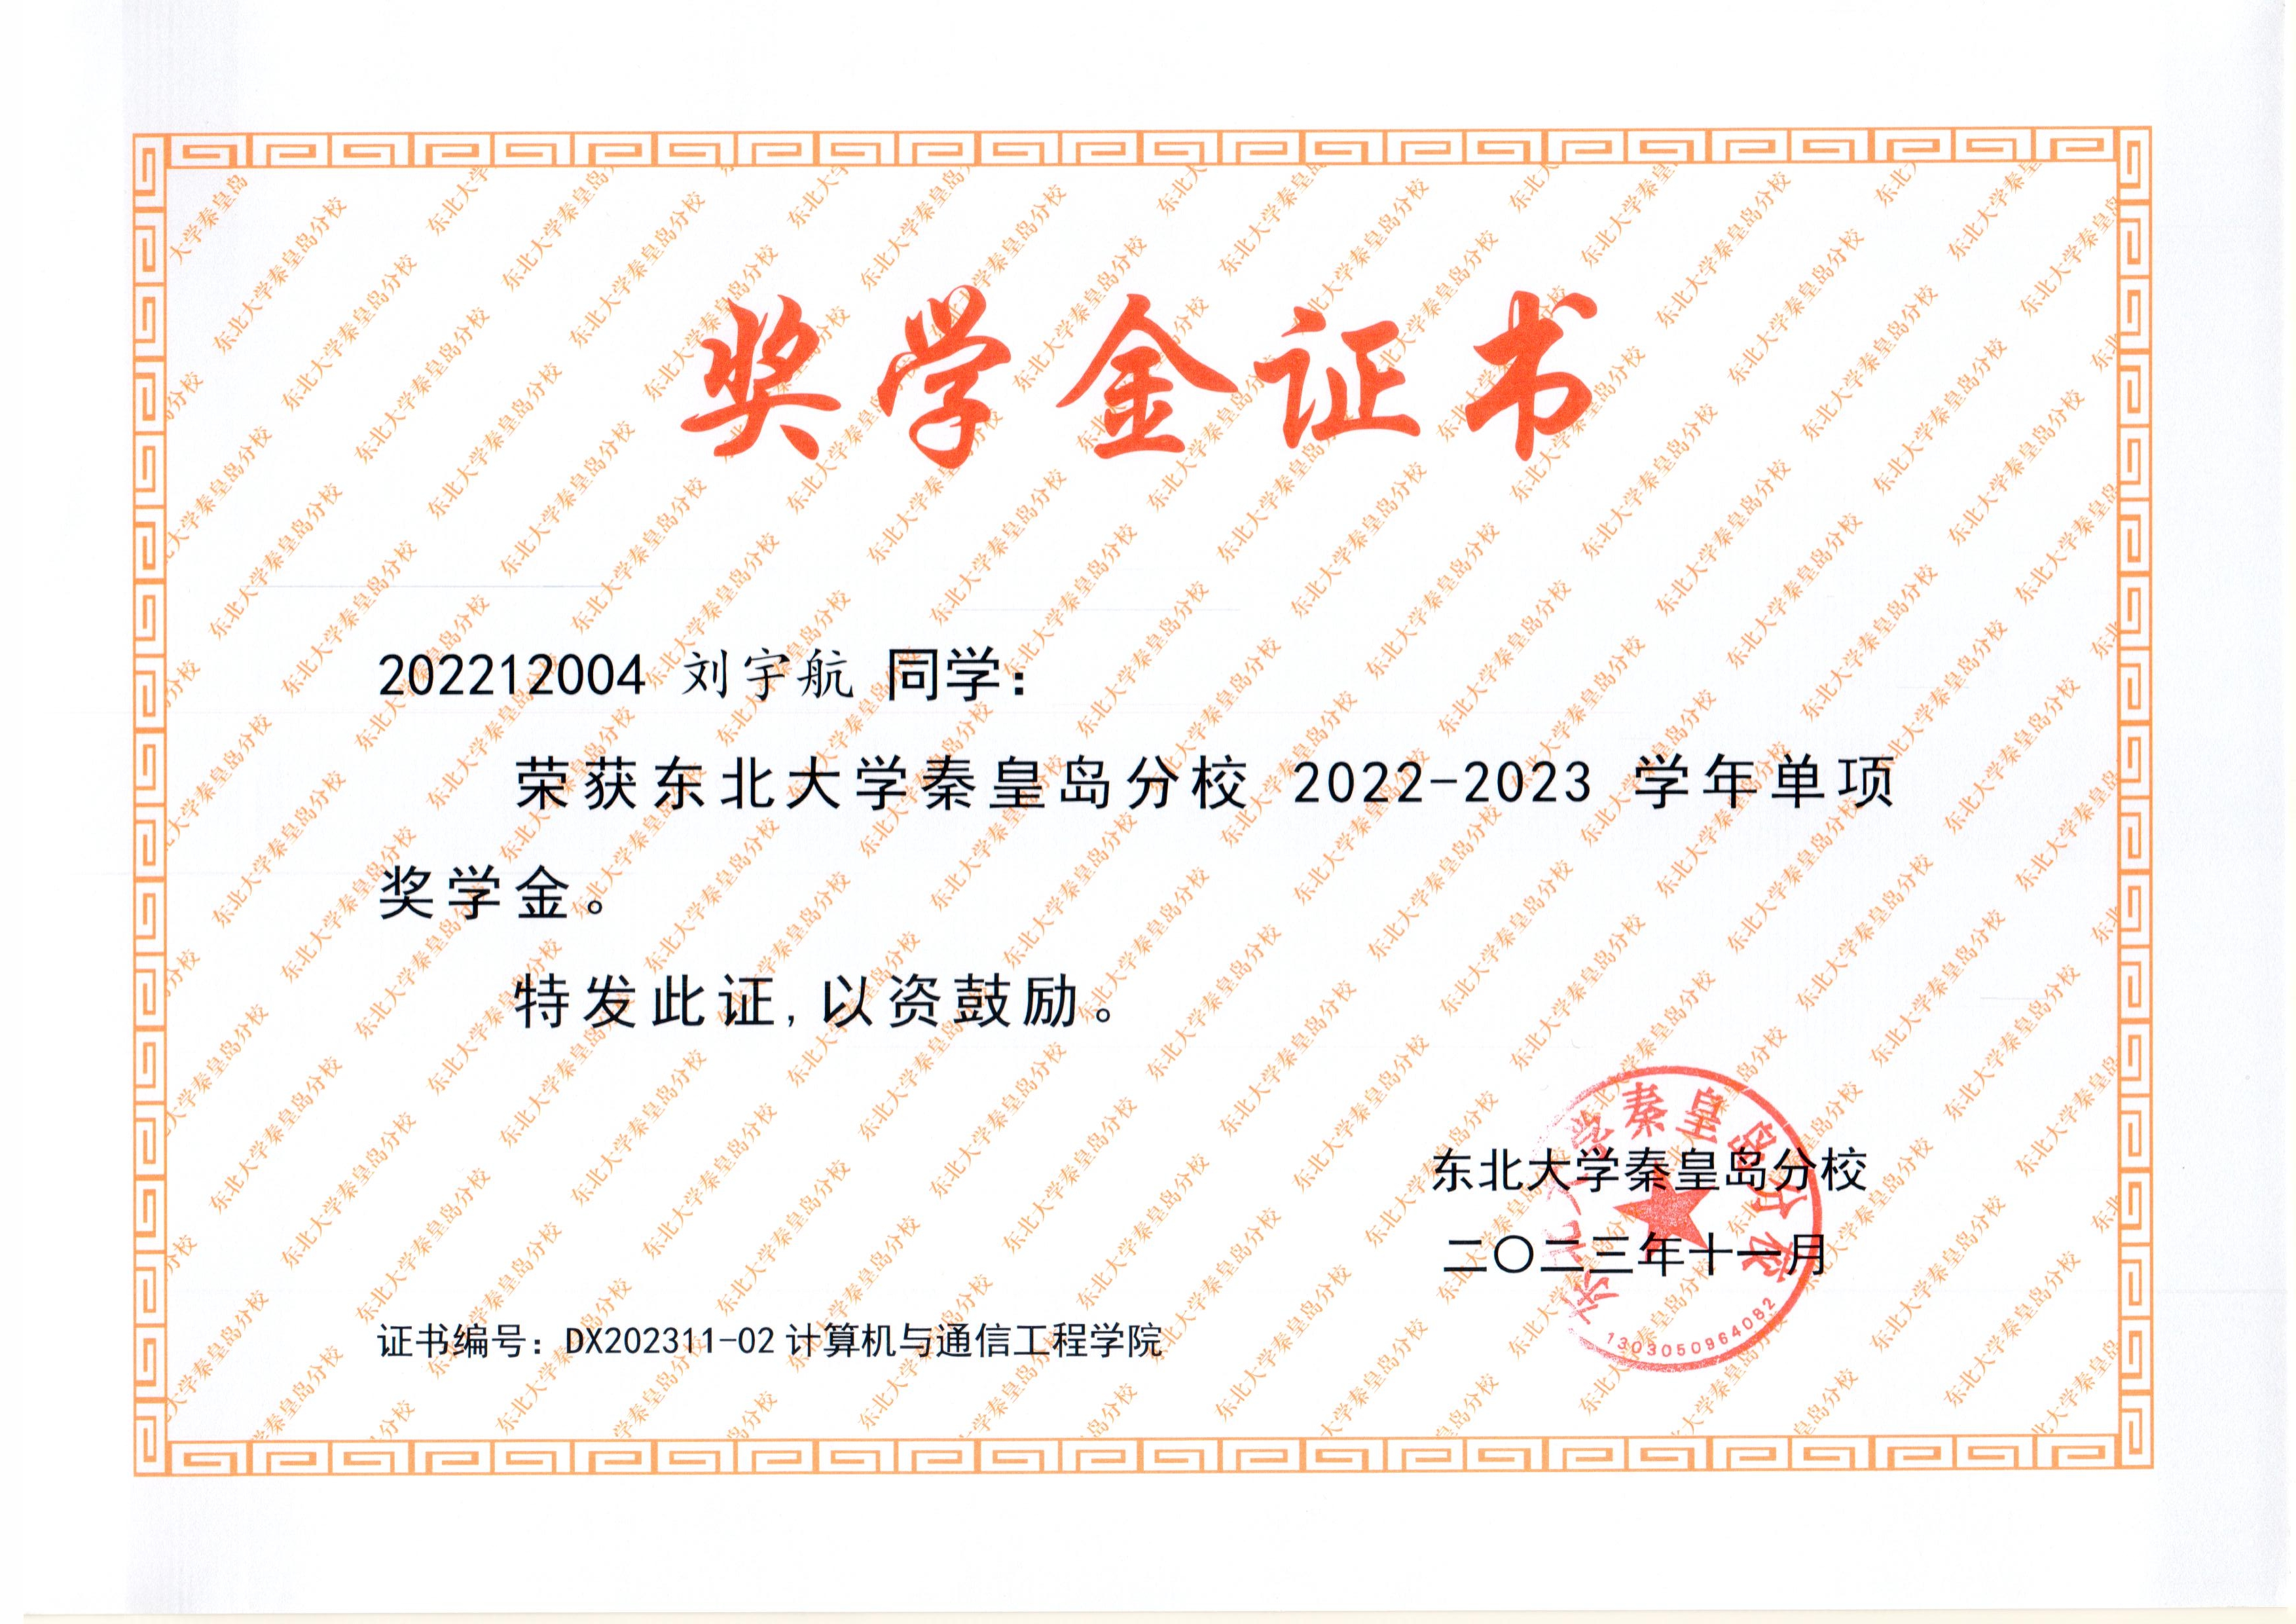 奖学金证书
202212004 刘宇航 同学：
荣获东北大学秦皇岛分校 2022-2023 学年单项
奖学金。
特发此证,以资鼓励。
东北大学秦皇岛分校
二〇二三年十一月
东北大学秦皇岛分校
1303050964082
证书编号：DX202311-02 计算机与通信工程学院